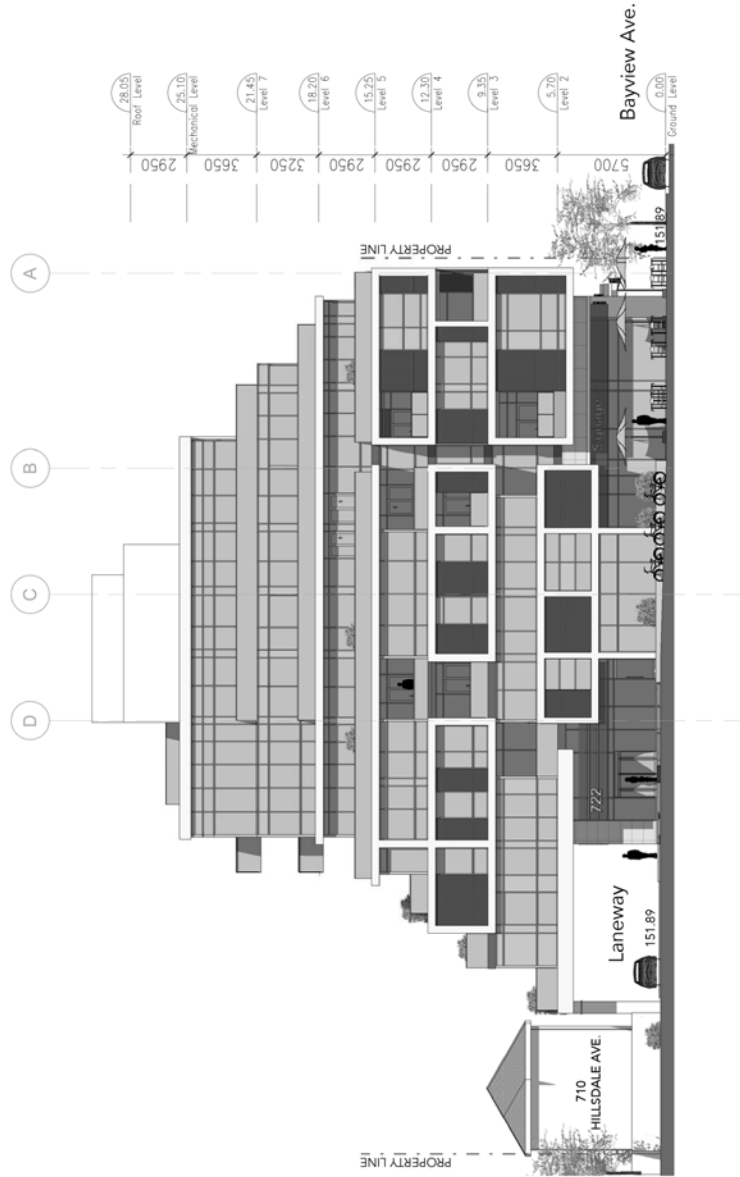 A
B
C
D
28.05
Roof Level
25.10
Mechanical Level
21.45
Level 7
18.20
Level 6
15.25
Level 5
12.30
Level 4
9.35
Level 3
5.70
Level 2
0.00
Ground Level
2950
3650
3250
2950
2950
2950
3650
5700
PROPERTY LINE
PROPERTY LINE
Bayview Ave.
151.89
Signage
722
Laneway
151.89
710
HILLSDALE AVE.